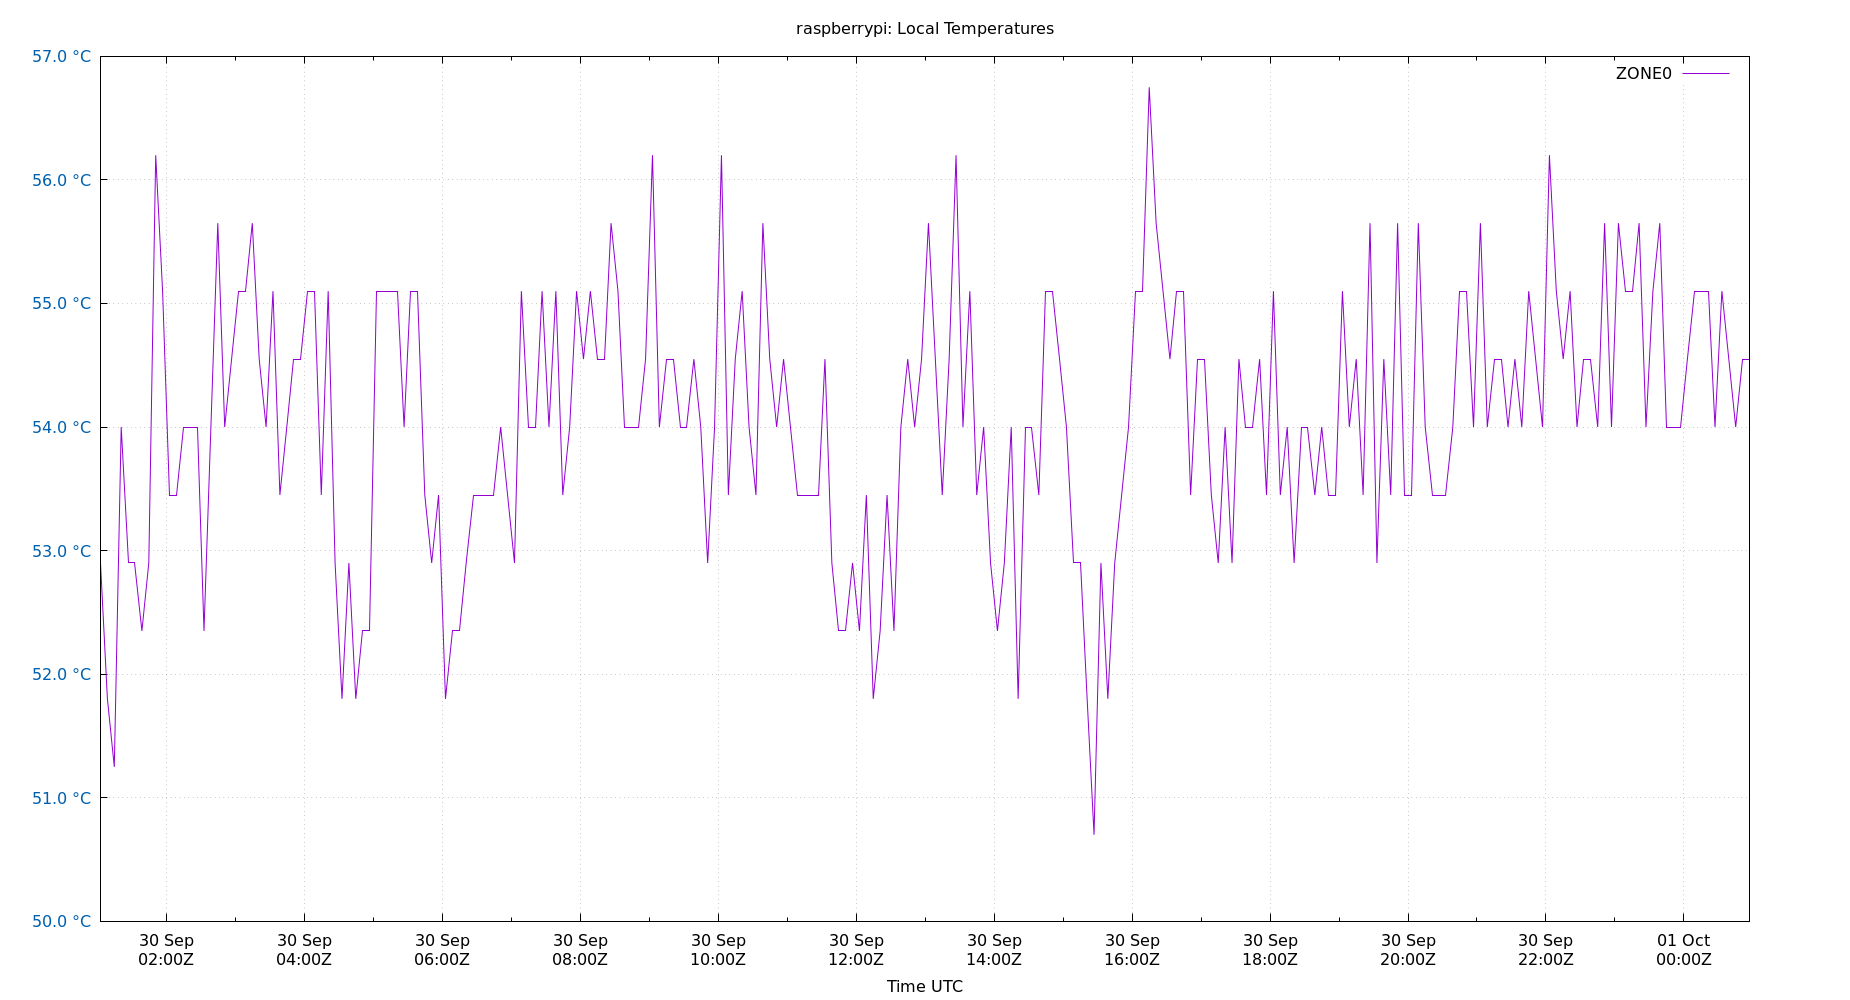 raspberrypi: Local Temperatures
57.0 °C
ZONE0
56.0 °C
55.0 °C
54.0 °C
53.0 °C
52.0 °C
51.0 °C
50.0 °C
30 Sep 30 Sep 30 Sep 30 Sep 30 Sep 30 Sep 30 Sep 30 Sep 30 Sep 30 Sep 30 Sep 01 Oct
02:00Z 04:00Z 06:00Z 08:00Z 10:00Z 12:00Z 14:00Z 16:00Z 18:00Z 20:00Z 22:00Z 00:00Z
Time UTC